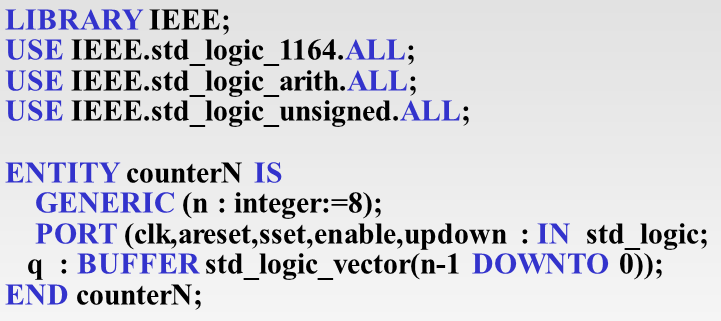 LIBRARY IEEE;
USE IEEE.std_logic_1164.ALL;
USE IEEE.std_logic_arith.ALL;
USE IEEE.std_logic_unsigned.ALL;
ENTITY counterN IS
GENERIC (n : integer:=8);
PORT (clk,areset,sset,enable,updown : IN std_logic;
q : BUFFER std_logic_vector(n-1 DOWNTO 0));
END counterN;